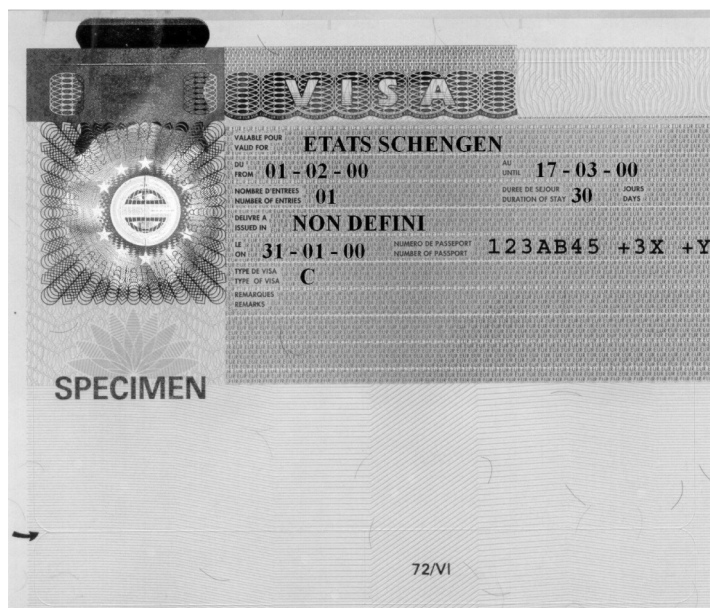 VISA
VALABLE POUR
VALID FOR ETATS SCHENGEN
DU
FROM 01 - 02 - 00 AU
UNTIL 17 - 03 - 00
NOMBRE D'ENTREES
NUMBER OF ENTRIES 01 DUREE DE SEJOUR
DURATION OF STAY 30 JOURS
DAYS
DELIVRE A
ISSUED IN NON DEFINI
LE
ON 31 - 01 - 00 NUMERO DE PASSEPORT
NUMBER OF PASSPORT 123AB45 +3X +Y
TYPE DE VISA
TYPE OF VISA C
REMARQUES
REMARKS
SPECIMEN
72/VI